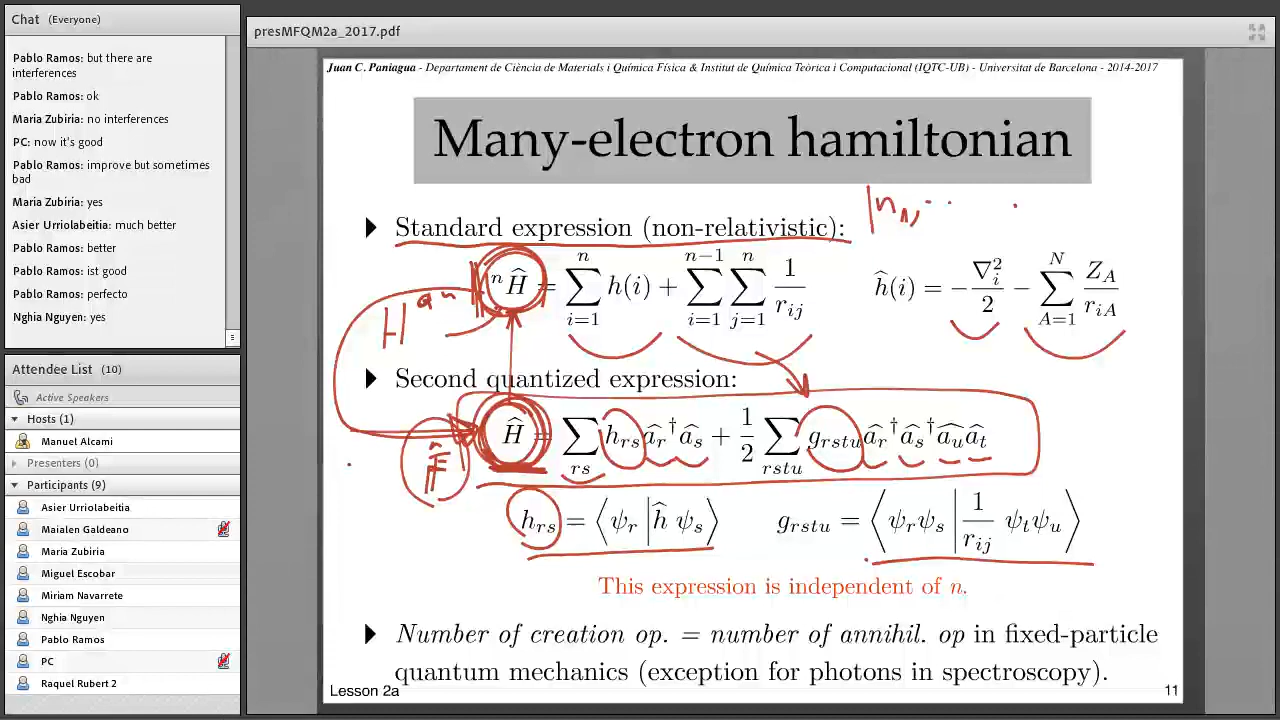 Chat (Everyone)
Pablo Ramos: but there are
interferences
Pablo Ramos: ok
Maria Zubiria: no interferences
PC: now it's good
Pablo Ramos: improve but sometimes
bad
Maria Zubiria: yes
Asier Urriolabeitia: much better
Pablo Ramos: better
Pablo Ramos: ist good
Pablo Ramos: perfecto
Nghia Nguyen: yes
Attendee List (10)
Active Speakers
Hosts (1)
Manuel Alcami
Presenters (0)
Participants (9)
Asier Urriolabeitia
Maialen Galdeano
Maria Zubiria
Miguel Escobar
Miriam Navarrete
Nghia Nguyen
Pablo Ramos
PC
Raquel Rubert 2
presMFQM2a_2017.pdf
Juan C. Paniagua - Departament de Ciència de Materials i Química Física & Institut de Química Teòrica i Computacional (IQTC-UB) - Universitat de Barcelona - 2014-2017
Many-electron hamiltonian
Standard expression (non-relativistic):
ⁿĤ = ∑_{i=1}^{n} h(i) + ∑_{i=1}^{n-1} ∑_{j=1}^{n} 1/r_{ij}    ĥ(i) = −∇_i^2/2 − ∑_{A=1}^{N} Z_A/r_{iA}
Second quantized expression:
Ĥ = ∑_{rs} h_{rs} â_r† â_s + 1/2 ∑_{rstu} g_{rstu} â_r† â_s† â_u â_t
h_{rs} = ⟨ψ_r | ĥ ψ_s⟩    g_{rstu} = ⟨ψ_r ψ_s | 1/r_{ij} ψ_t ψ_u⟩
This expression is independent of n.
Number of creation op. = number of annihil. op in fixed-particle
quantum mechanics (exception for photons in spectroscopy).
Lesson 2a
11